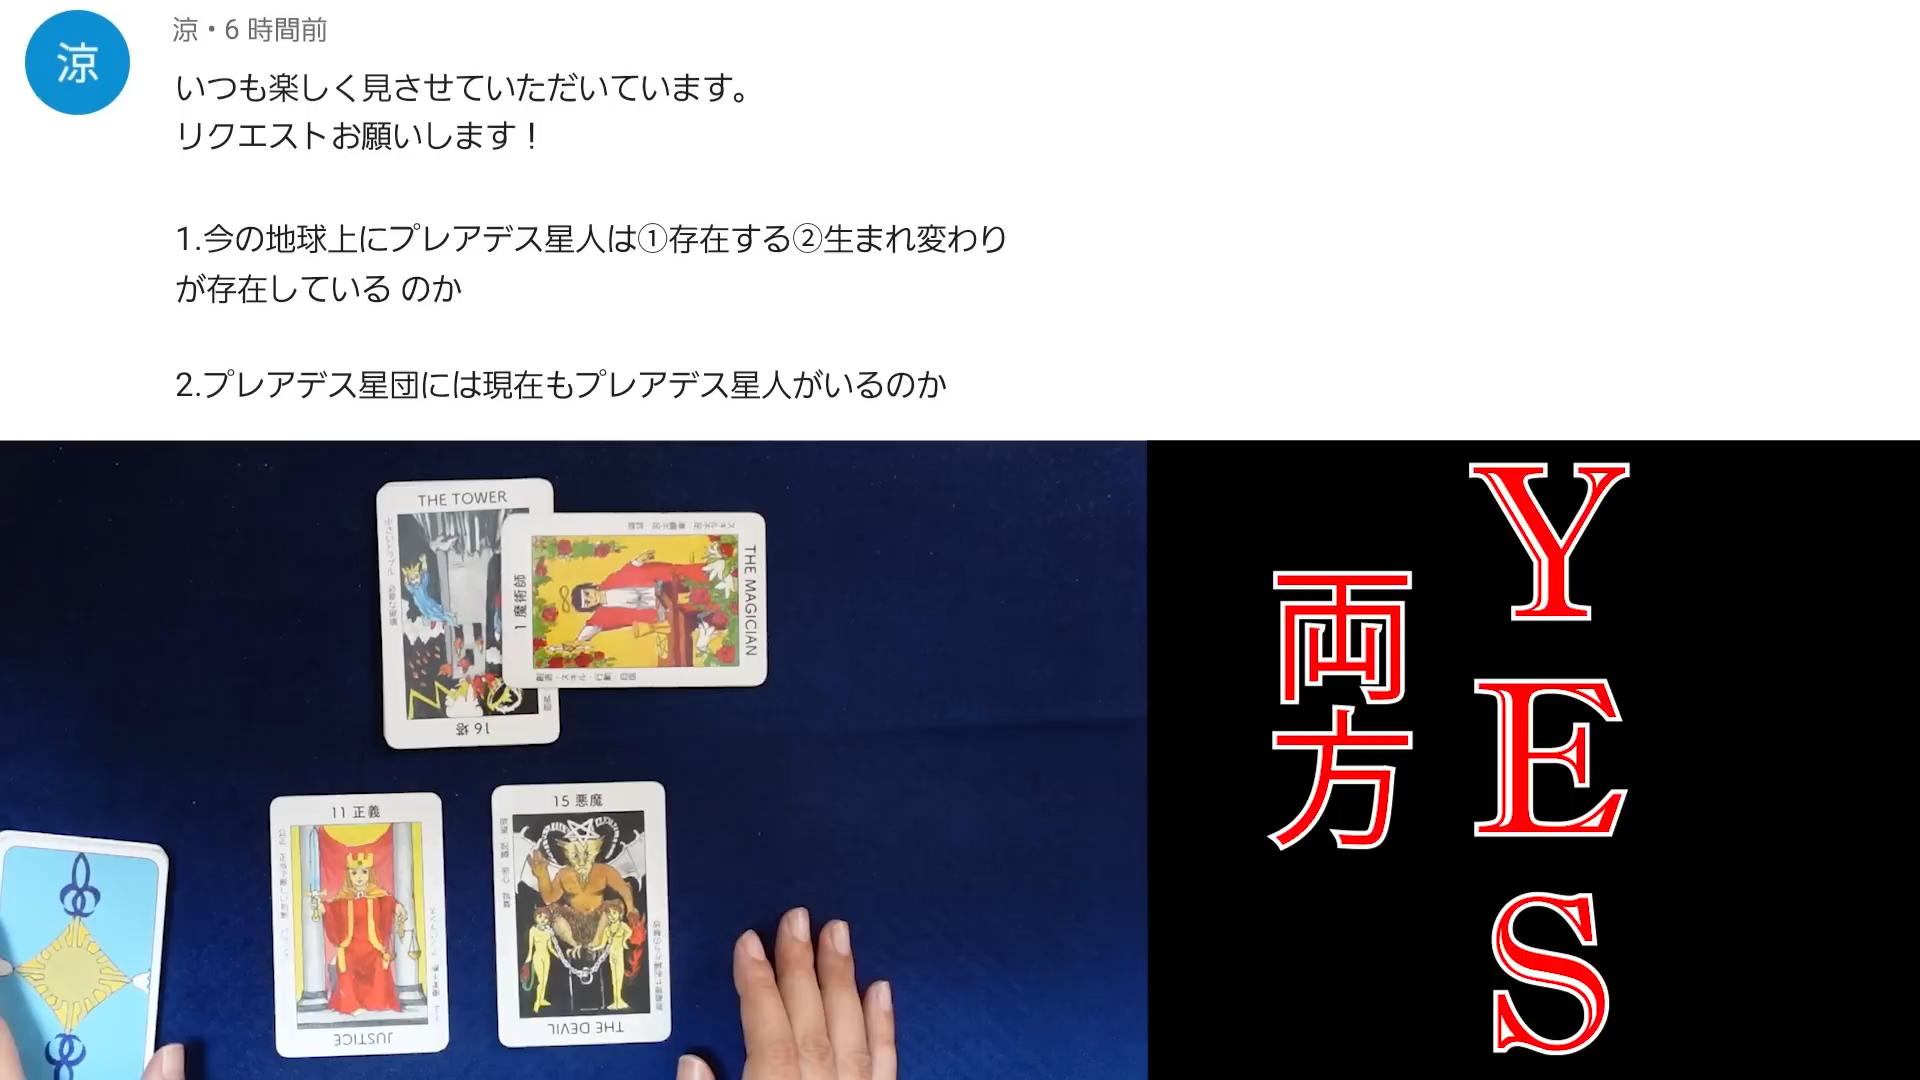 涼
涼・6 時間前
いつも楽しく見させていただいています。
リクエストお願いします！
1.今の地球上にプレアデス星人は①存在する②生まれ変わり
が存在している のか
2.プレアデス星団には現在もプレアデス星人がいるのか
THE TOWER
16 塔
THE MAGICIAN
1 魔術師
11 正義
JUSTICE
15 悪魔
THE DEVIL
YES
両方